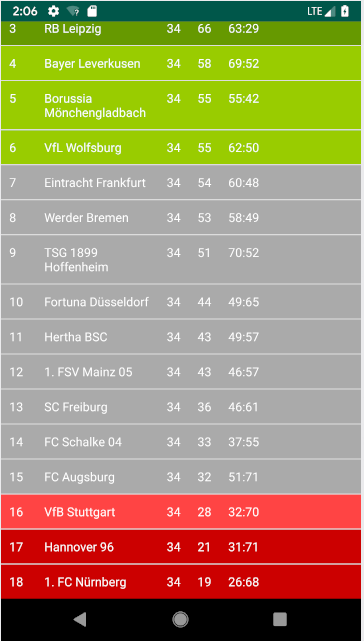 2:06 LTE
3 RB Leipzig 34 66 63:29
4 Bayer Leverkusen 34 58 69:52
5 Borussia 34 55 55:42
Mönchengladbach
6 VfL Wolfsburg 34 55 62:50
7 Eintracht Frankfurt 34 54 60:48
8 Werder Bremen 34 53 58:49
9 TSG 1899 34 51 70:52
Hoffenheim
10 Fortuna Düsseldorf 34 44 49:65
11 Hertha BSC 34 43 49:57
12 1. FSV Mainz 05 34 43 46:57
13 SC Freiburg 34 36 46:61
14 FC Schalke 04 34 33 37:55
15 FC Augsburg 34 32 51:71
16 VfB Stuttgart 34 28 32:70
17 Hannover 96 34 21 31:71
18 1. FC Nürnberg 34 19 26:68